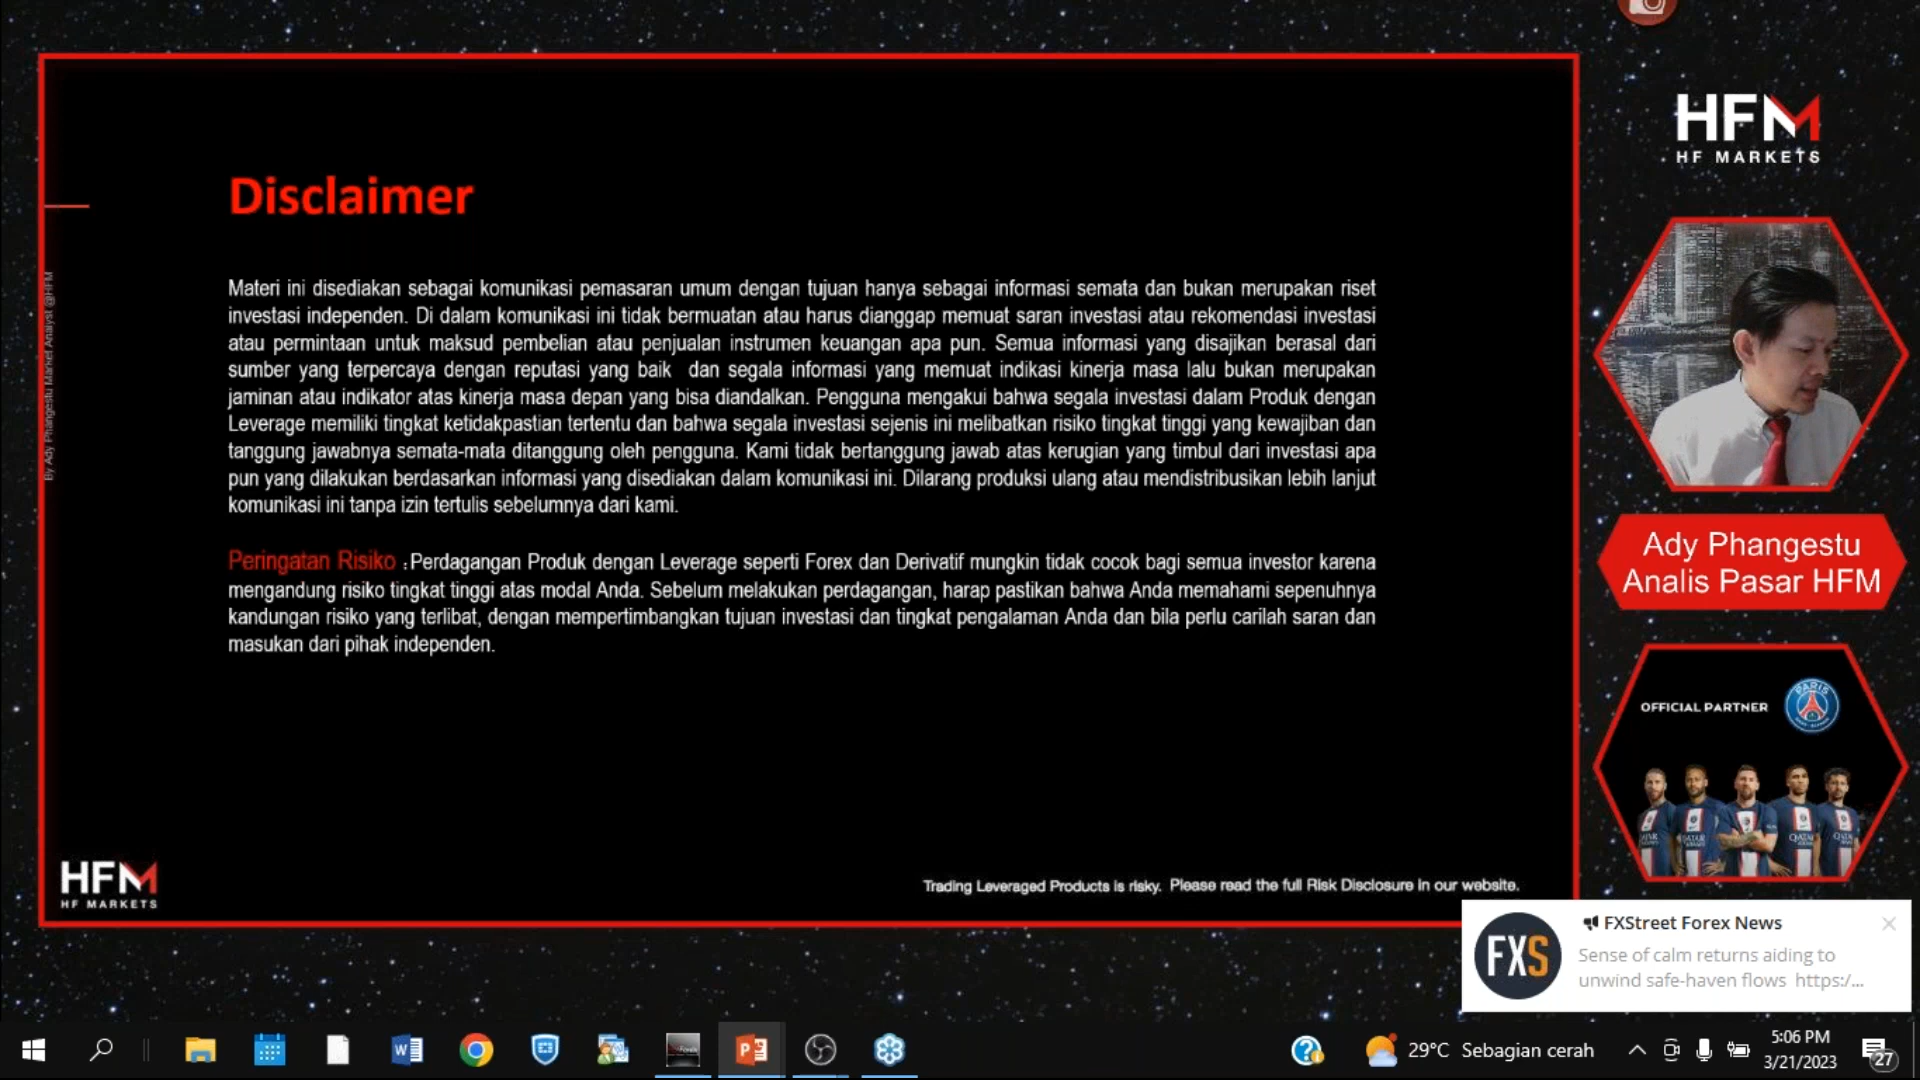 HFM
HF MARKETS
Disclaimer
By Ady Phangestu Market Analyst @HFM
Materi ini disediakan sebagai komunikasi pemasaran umum dengan tujuan hanya sebagai informasi semata dan bukan merupakan riset
investasi independen. Di dalam komunikasi ini tidak bermuatan atau harus dianggap memuat saran investasi atau rekomendasi investasi
atau permintaan untuk maksud pembelian atau penjualan instrumen keuangan apa pun. Semua informasi yang disajikan berasal dari
sumber yang terpercaya dengan reputasi yang baik dan segala informasi yang memuat indikasi kinerja masa lalu bukan merupakan
jaminan atau indikator atas kinerja masa depan yang bisa diandalkan. Pengguna mengakui bahwa segala investasi dalam Produk dengan
Leverage memiliki tingkat ketidakpastian tertentu dan bahwa segala investasi sejenis ini melibatkan risiko tingkat tinggi yang kewajiban dan
tanggung jawabnya semata-mata ditanggung oleh pengguna. Kami tidak bertanggung jawab atas kerugian yang timbul dari investasi apa
pun yang dilakukan berdasarkan informasi yang disediakan dalam komunikasi ini. Dilarang produksi ulang atau mendistribusikan lebih lanjut
komunikasi ini tanpa izin tertulis sebelumnya dari kami.
Peringatan Risiko : Perdagangan Produk dengan Leverage seperti Forex dan Derivatif mungkin tidak cocok bagi semua investor karena
mengandung risiko tingkat tinggi atas modal Anda. Sebelum melakukan perdagangan, harap pastikan bahwa Anda memahami sepenuhnya
kandungan risiko yang terlibat, dengan mempertimbangkan tujuan investasi dan tingkat pengalaman Anda dan bila perlu carilah saran dan
masukan dari pihak independen.
HFM
HF MARKETS
Trading Leveraged Products is risky. Please read the full Risk Disclosure in our website.
Ady Phangestu
Analis Pasar HFM
OFFICIAL PARTNER
PARIS
FXS
FXStreet Forex News
Sense of calm returns aiding to
unwind safe-haven flows https:/...
29°C Sebagian cerah
5:06 PM
3/21/2023
27